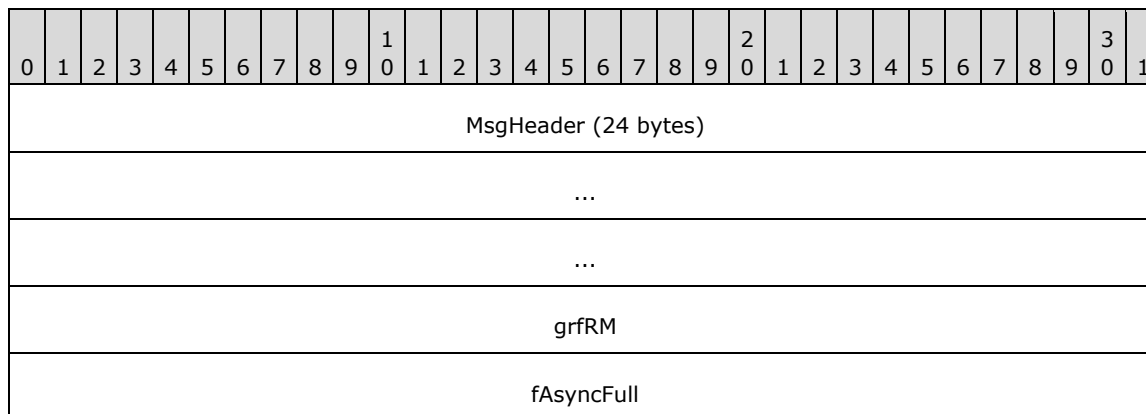 1 2 3
0 1 2 3 4 5 6 7 8 9 0 1 2 3 4 5 6 7 8 9 0 1 2 3 4 5 6 7 8 9 0 1
MsgHeader (24 bytes)
...
...
grfRM
fAsyncFull